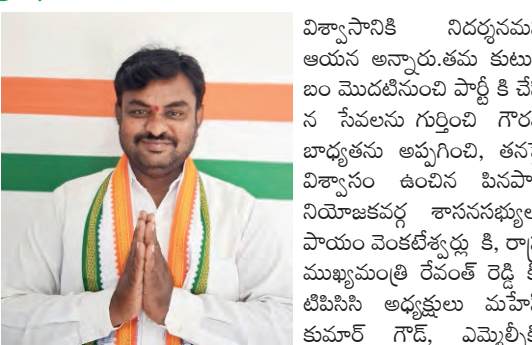 విశ్వాసానికి నిదర్శనమ
ఆయన అన్నారు.తమ కుటు
బం మొదటినుంచి పార్టీ కి చే
న సేవలను గుర్తించి గౌర
బాధ్యతను అప్పగించి, తన
విశ్వాసం ఉంచిన పినపా
నియోజకవర్గ శాసనసభ్యుల
పాయం వెంకటేశ్వర్లు కి, రా
ముఖ్యమంత్రి రేవంత్ రెడ్డి క
టిపిసిసి అధ్యక్షులు మహే
కుమార్ గౌడ్, ఎమ్మెల్సీ